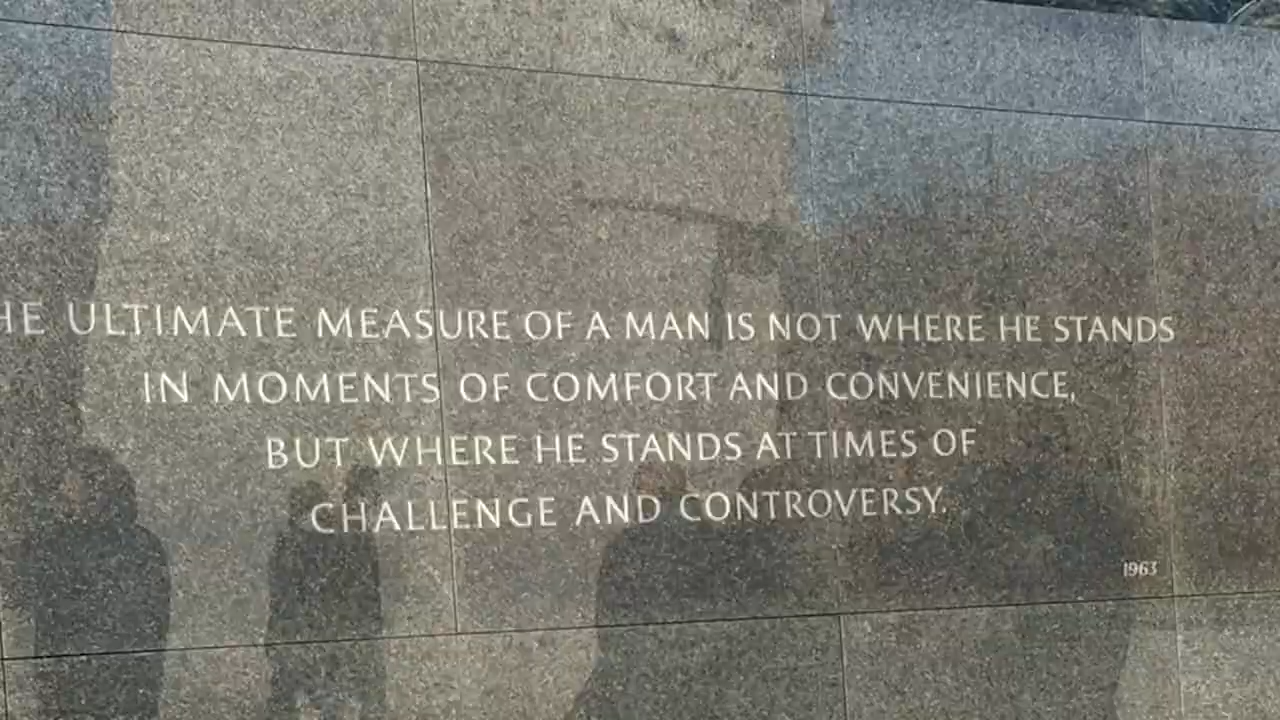 HE ULTIMATE MEASURE OF A MAN IS NOT WHERE HE STANDS
IN MOMENTS OF COMFORT AND CONVENIENCE,
BUT WHERE HE STANDS AT TIMES OF
CHALLENGE AND CONTROVERSY.
1963